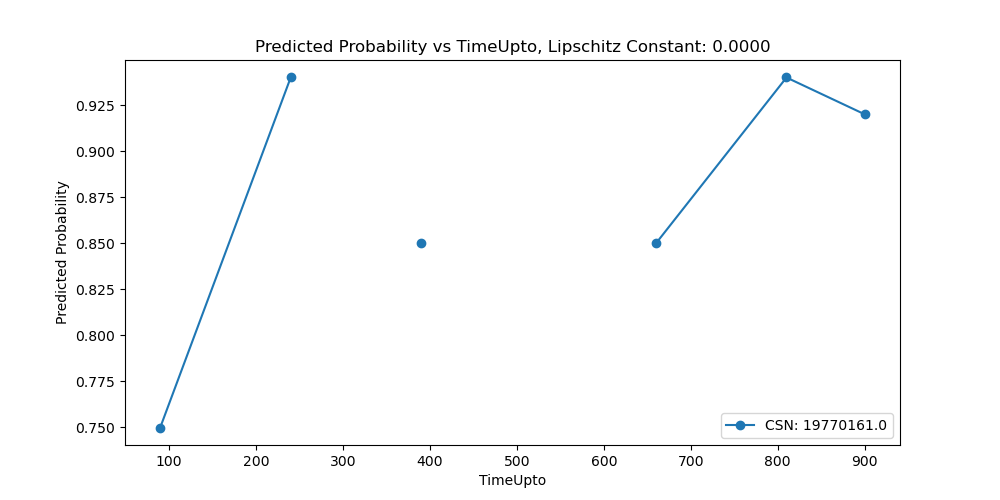 Predicted Probability vs TimeUpto, Lipschitz Constant: 0.0000
Predicted Probability
0.925
0.900
0.875
0.850
0.825
0.800
0.775
0.750
CSN: 19770161.0
100 200 300 400 500 600 700 800 900
TimeUpto